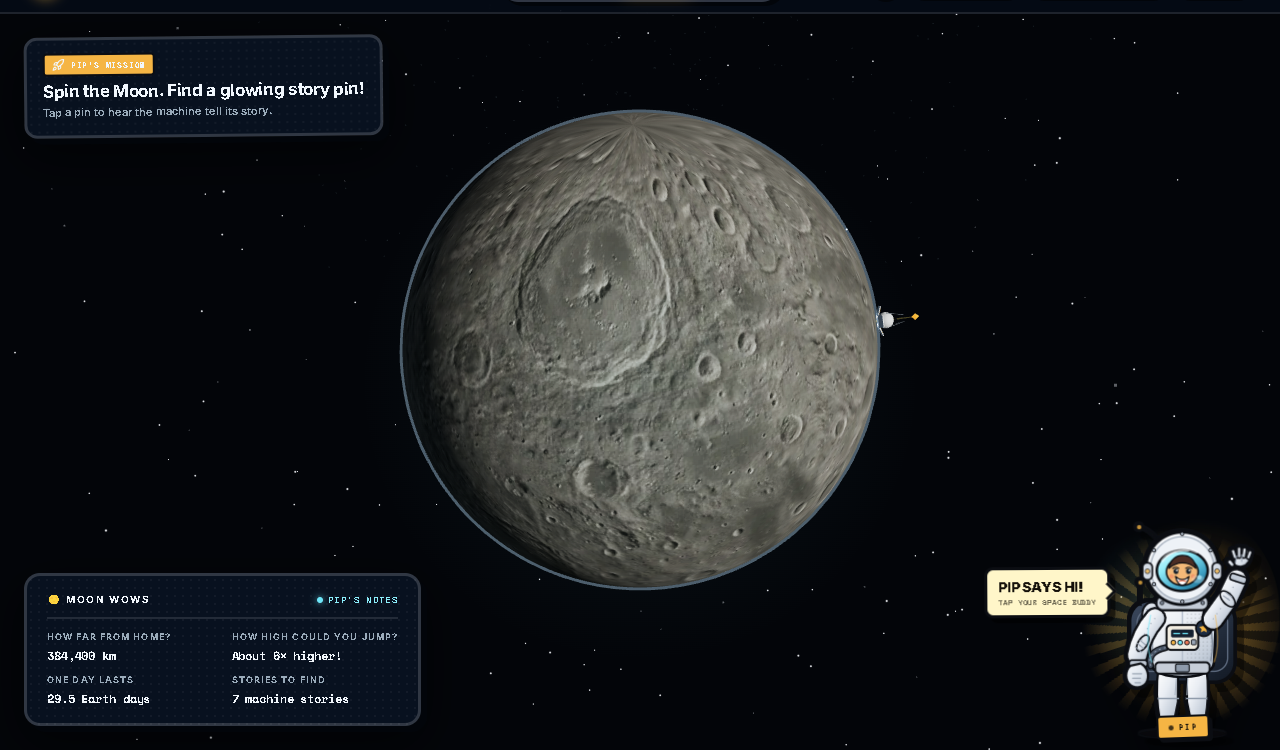 PIP'S MISSION
Spin the Moon. Find a glowing story pin!
Tap a pin to hear the machine tell its story.
MOON WOWS
PIP'S NOTES
HOW FAR FROM HOME?
HOW HIGH COULD YOU JUMP?
384,400 km
About 6× higher!
ONE DAY LASTS
STORIES TO FIND
29.5 Earth days
7 machine stories
PIP SAYS HI!
TAP YOUR SPACE BUDDY
PIP